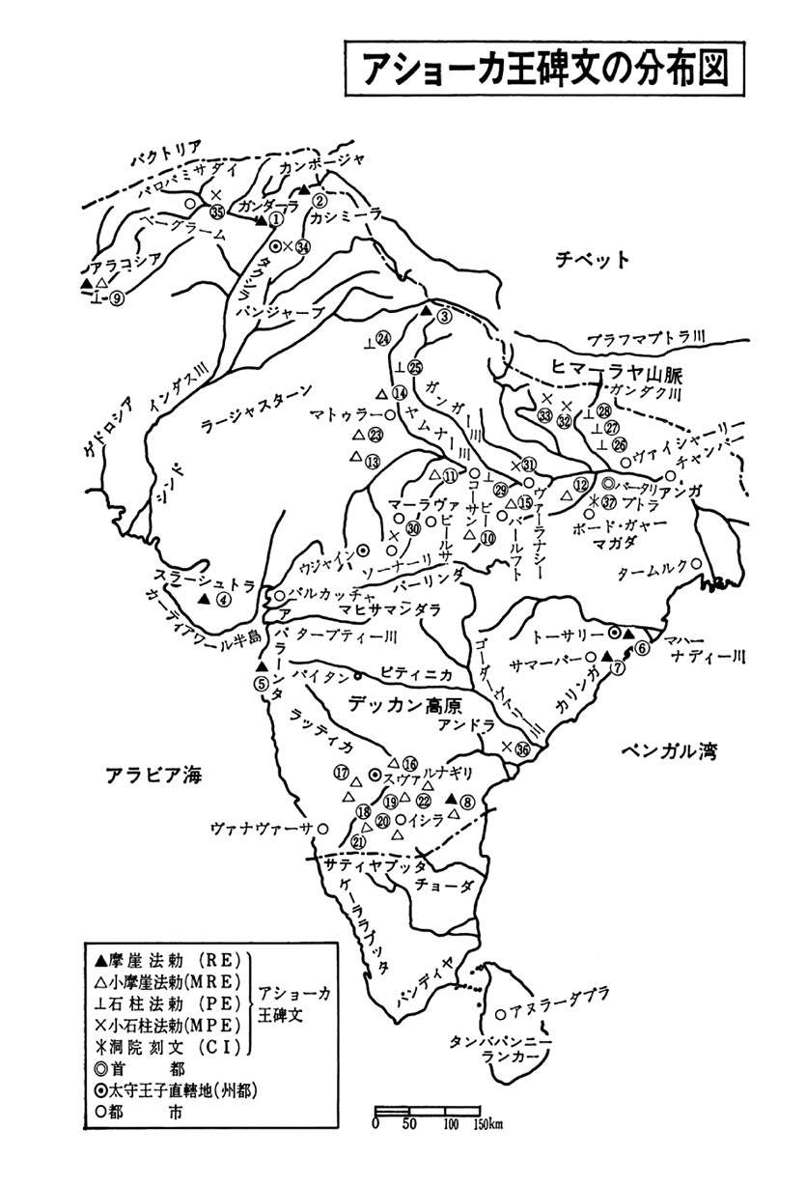 アショーカ王碑文の分布図
バクトリア
カンボージャ
パロパミサダイ
ガンダーラ
②
㉟
①
カシミーラ
ベーグラーム
㉞
タクシラ
アラコシア
チベット
⑨
パンジャーブ
③
ブラフマプトラ川
㉔
ヒマーラヤ山脈
㉕
ガンダク川
インダス川
⑭
ガンガー川
ゲドロシア
ラージャスターン
マトゥラー
ヤムナー川
㉝
㉜
㉘
㉗
㉖
㉓
ヴァイシャーリー
チャンパー
シンド
⑬
⑪
㉛
㉙
⑫
パータリプトラ
アンガ
コーサンビー
⑮
㊲
マーラヴァ
㉚
ビールサ
⑩
バールフト
ヴァーラナシー
ボード・ガヤー
マガダ
ウジャイン
ソーナーリ
タームルク
スラーシュトラ
パーリンダ
④
バルカッチャ
カーティアワール半島
マヒサマンダラ
アパラーンタ
タープティー川
トーサリー
⑥
マハーナディー川
サマーパー
⑦
⑤
パイタン
ピティニカ
ゴーダーヴァリー川
カリンガ
デッカン高原
アンドラ
ラッティカ
㊱
ベンガル湾
アラビア海
⑯
⑰
スヴァルナギリ
⑲
㉒
⑧
⑱
⑳
イシラ
ヴァナヴァーサ
㉑
サティヤプッタ
チョーダ
ケーララプッタ
パンディヤ
アヌラーダプラ
タンバパンニー
ランカー
▲摩崖法勅 (RE)
△小摩崖法勅(MRE)
⊥石柱法勅 (PE)
×小石柱法勅(MPE)
洞院刻文 (CI)
アショーカ
王碑文
◎首 都
太守王子直轄地(州都)
○都 市
0 50 100 150km